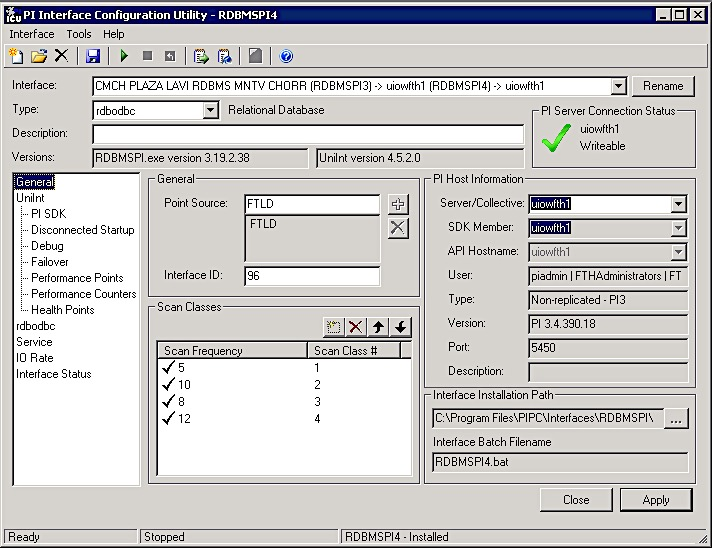 PI Interface Configuration Utility - RDBMSPI4
Interface Tools Help
Interface: CMCH PLAZA LAVI RDBMS MNTV CHORR (RDBMSPI3) -> uiowfth1 (RDBMSPI4) -> uiowfth1 Rename
Type: rdbodbc Relational Database
Description:
Versions: RDBMSPI.exe version 3.19.2.38 UniInt version 4.5.2.0
PI Server Connection Status
uiowfth1
Writeable
General
UniInt
PI SDK
Disconnected Startup
Debug
Failover
Performance Points
Performance Counters
Health Points
rdbodbc
Service
IO Rate
Interface Status
General
Point Source: FTLD
FTLD
Interface ID: 96
Scan Classes
Scan Frequency Scan Class #
5 1
10 2
8 3
12 4
PI Host Information
Server/Collective: uiowfth1
SDK Member: uiowfth1
API Hostname: uiowfth1
User: piadmin | FTHAdministrators | FT
Type: Non-replicated - PI3
Version: PI 3.4.390.18
Port: 5450
Description:
Interface Installation Path
C:\Program Files\PIPC\Interfaces\RDBMSPI\ ...
Interface Batch Filename
RDBMSPI4.bat
Close Apply
Ready Stopped RDBMSPI4 - Installed